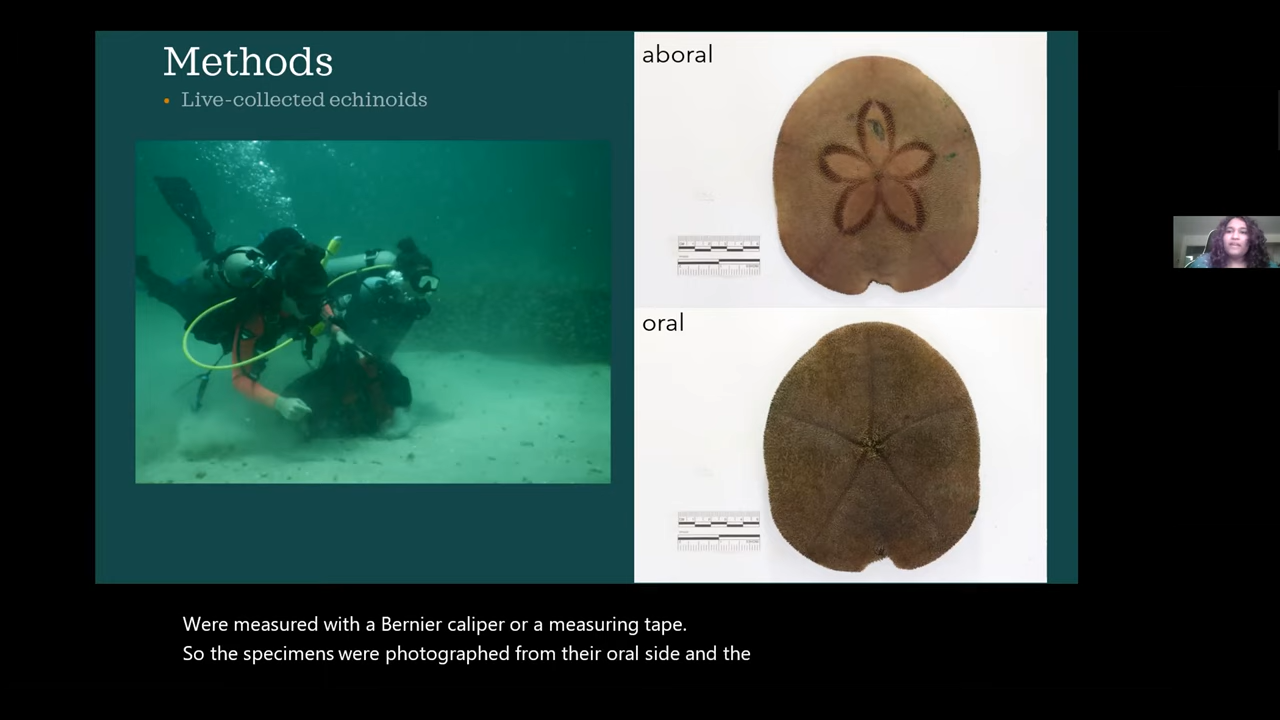 Methods
• Live-collected echinoids
aboral
oral
Were measured with a Bernier caliper or a measuring tape.
So the specimens were photographed from their oral side and the